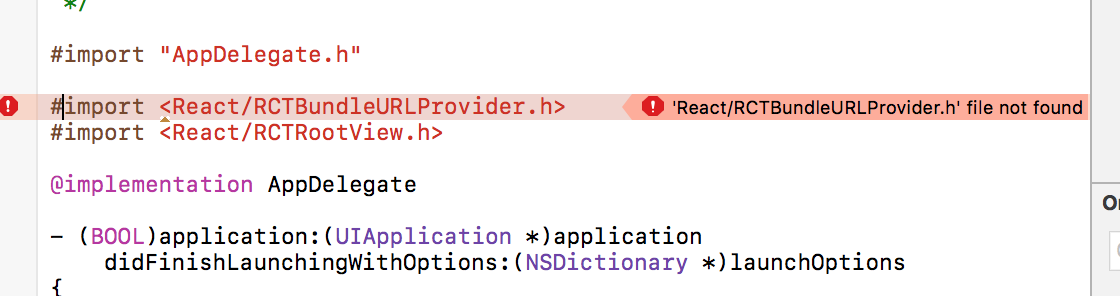 */
#import "AppDelegate.h"
#import <React/RCTBundleURLProvider.h> 'React/RCTBundleURLProvider.h' file not found
#import <React/RCTRootView.h>
@implementation AppDelegate
- (BOOL)application:(UIApplication *)application
didFinishLaunchingWithOptions:(NSDictionary *)launchOptions
{